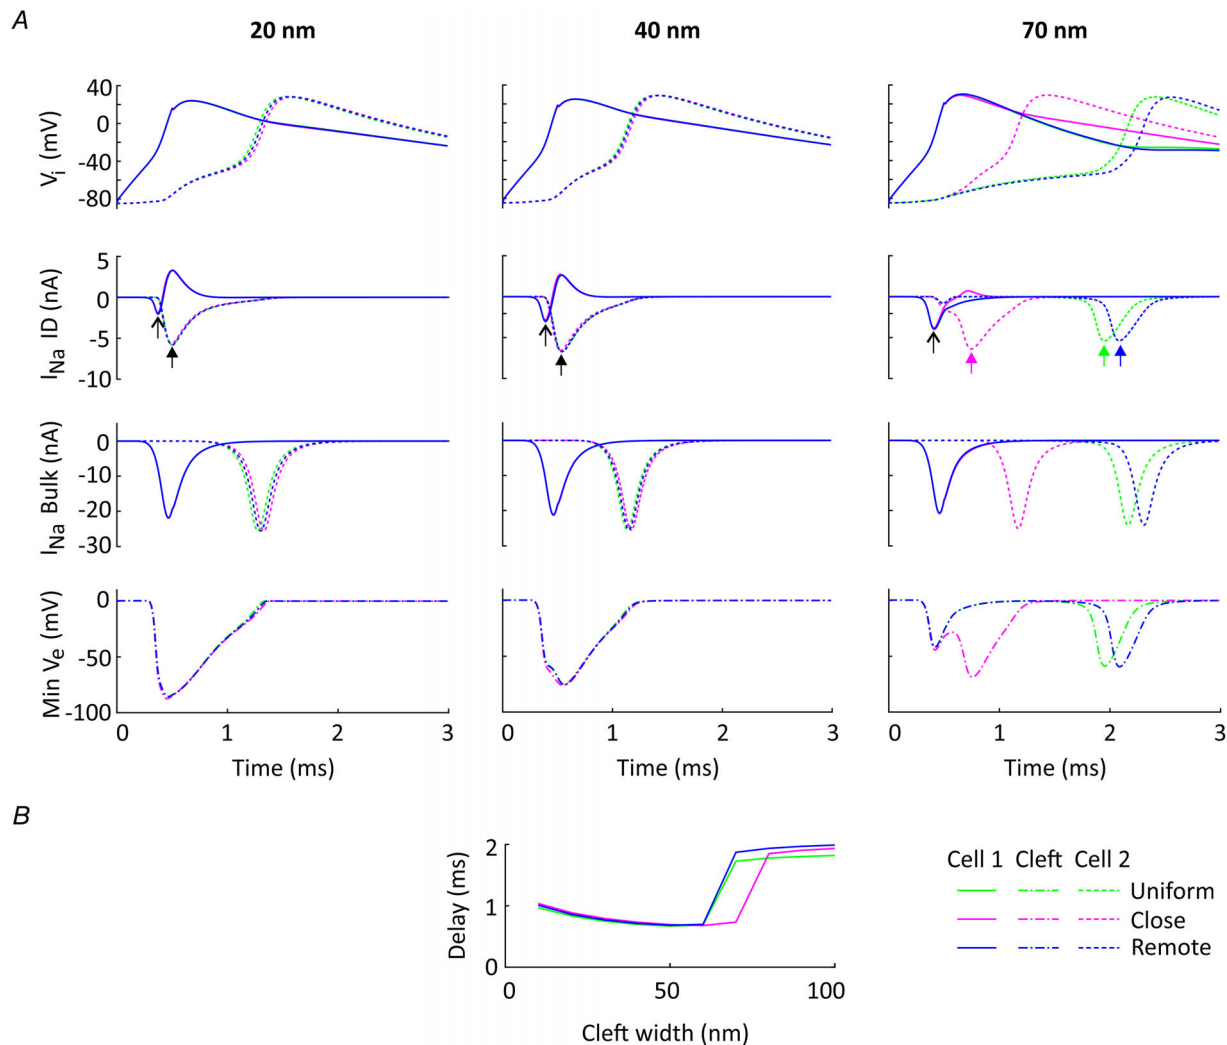 A
20 nm 40 nm 70 nm
V_i (mV)
40
0
-40
-80
I_Na ID (nA)
5
0
-5
-10
I_Na Bulk (nA)
0
-10
-20
-30
Min V_e (mV)
0
-50
-100
0 1 2 3
0 1 2 3
0 1 2 3
Time (ms) Time (ms) Time (ms)
B
Delay (ms)
2
1
0
0 50 100
Cleft width (nm)
Cell 1 Cleft Cell 2
Uniform
Close
Remote